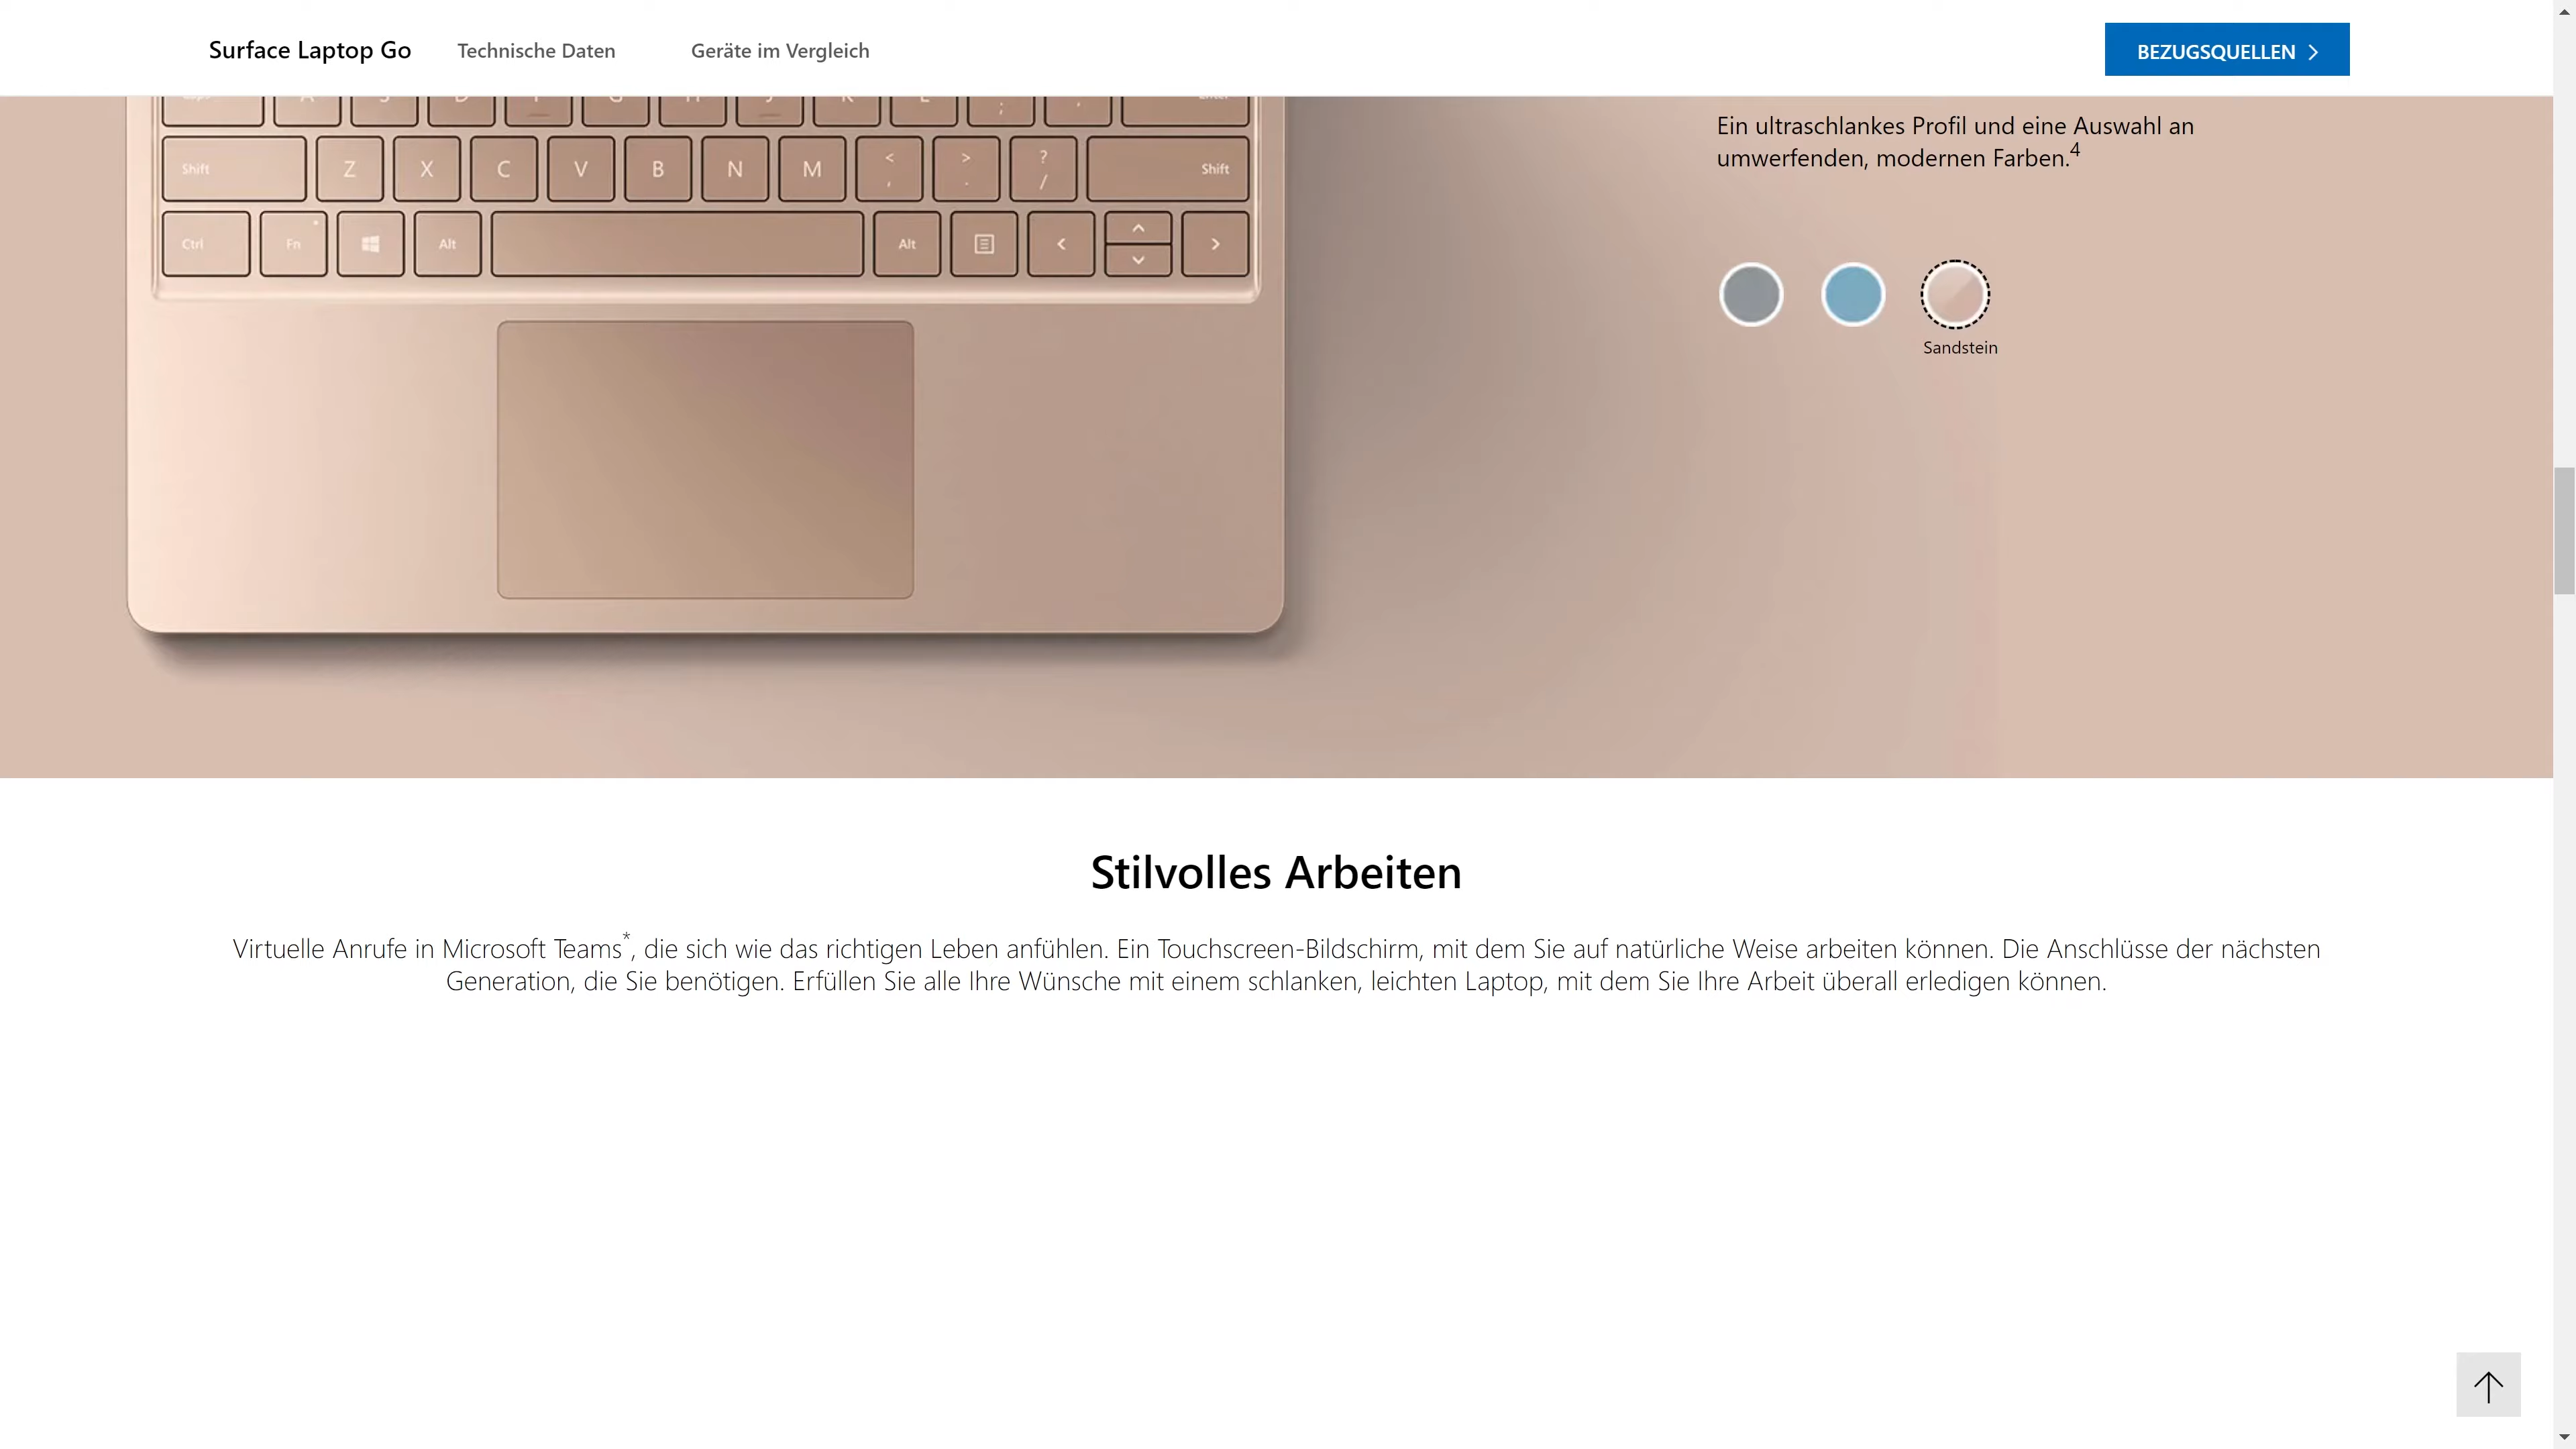 Surface Laptop Go
Technische Daten
Geräte im Vergleich
BEZUGSQUELLEN
Ein ultraschlankes Profil und eine Auswahl an
umwerfenden, modernen Farben.4
Sandstein
Shift Z X C V B N M < , > . ? / Shift
Ctrl Fn Alt Alt
Stilvolles Arbeiten
Virtuelle Anrufe in Microsoft Teams*, die sich wie das richtigen Leben anfühlen. Ein Touchscreen-Bildschirm, mit dem Sie auf natürliche Weise arbeiten können. Die Anschlüsse der nächsten
Generation, die Sie benötigen. Erfüllen Sie alle Ihre Wünsche mit einem schlanken, leichten Laptop, mit dem Sie Ihre Arbeit überall erledigen können.